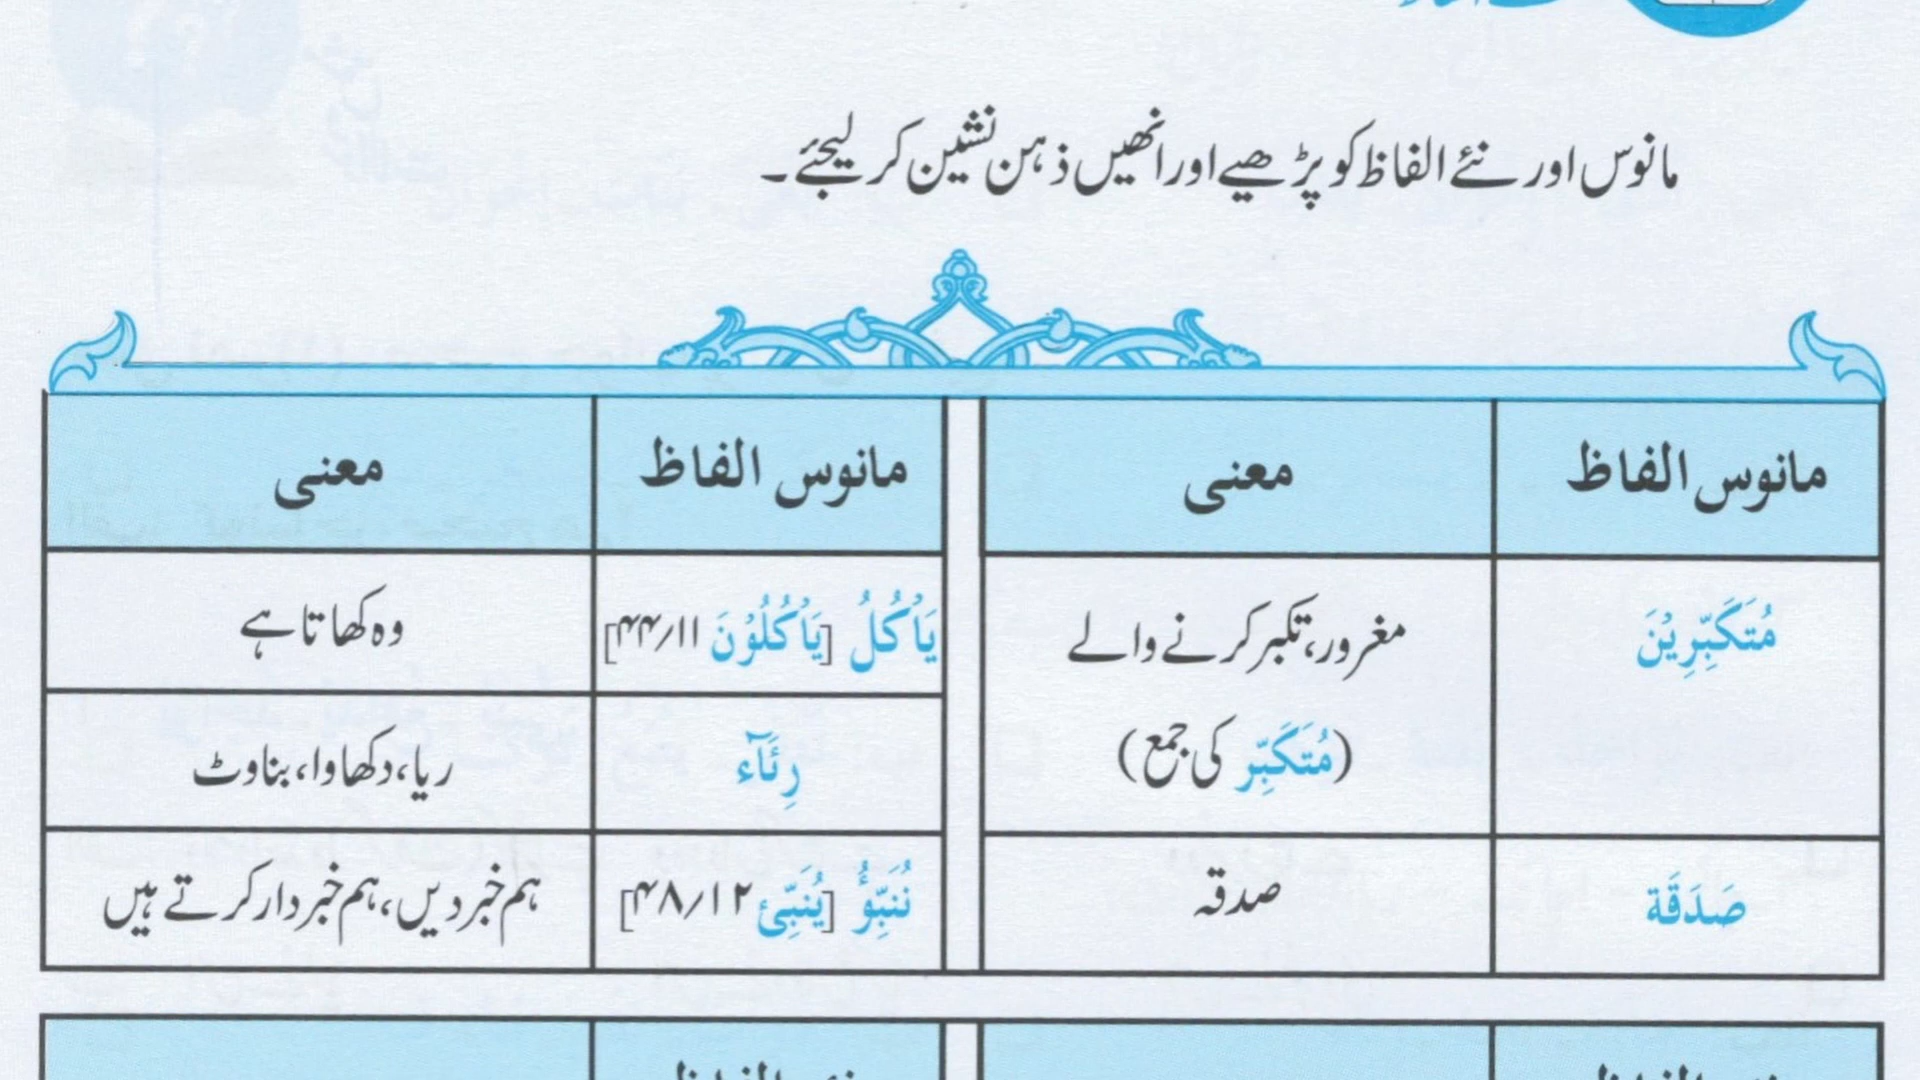 مانوس اور نئے الفاظ کو پڑھیے اور انھیں ذہن نشین کر لیجئے۔
مانوس الفاظ معنی مانوس الفاظ معنی
مُتَكَبِّرِيْنَ مغرور، تکبر کرنے والے
(مُتَكَبِّر کی جمع)
صَدَقَة صدقہ
يَاْكُلُ [يَاْكُلُوْنَ ۴۴/۱۱] وہ کھاتا ہے
رِئَآء ریا، دکھاوا، بناوٹ
نُنَبِّؤُ [يُنَبِّئ ۴۸/۱۲] ہم خبر دیں، ہم خبردار کرتے ہیں